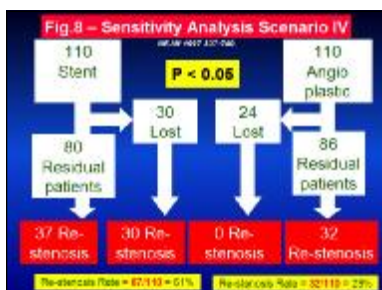 Fig.8 – Sensitivity Analysis Scenario IV
110
Stent
110
Angio
plastic
P < 0.05
30
Lost
24
Lost
80
Residual
patients
86
Residual
patients
37 Re-
stenosis
30 Re-
stenosis
0 Re-
stenosis
32
Re-stenosis
Re-stenosis Rate = 67/110 = 61%
Re-stenosis Rate = 32/110 = 29%